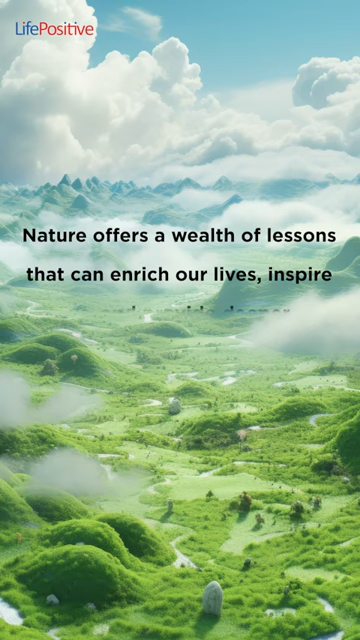 LifePositive
Nature offers a wealth of lessons
that can enrich our lives, inspire